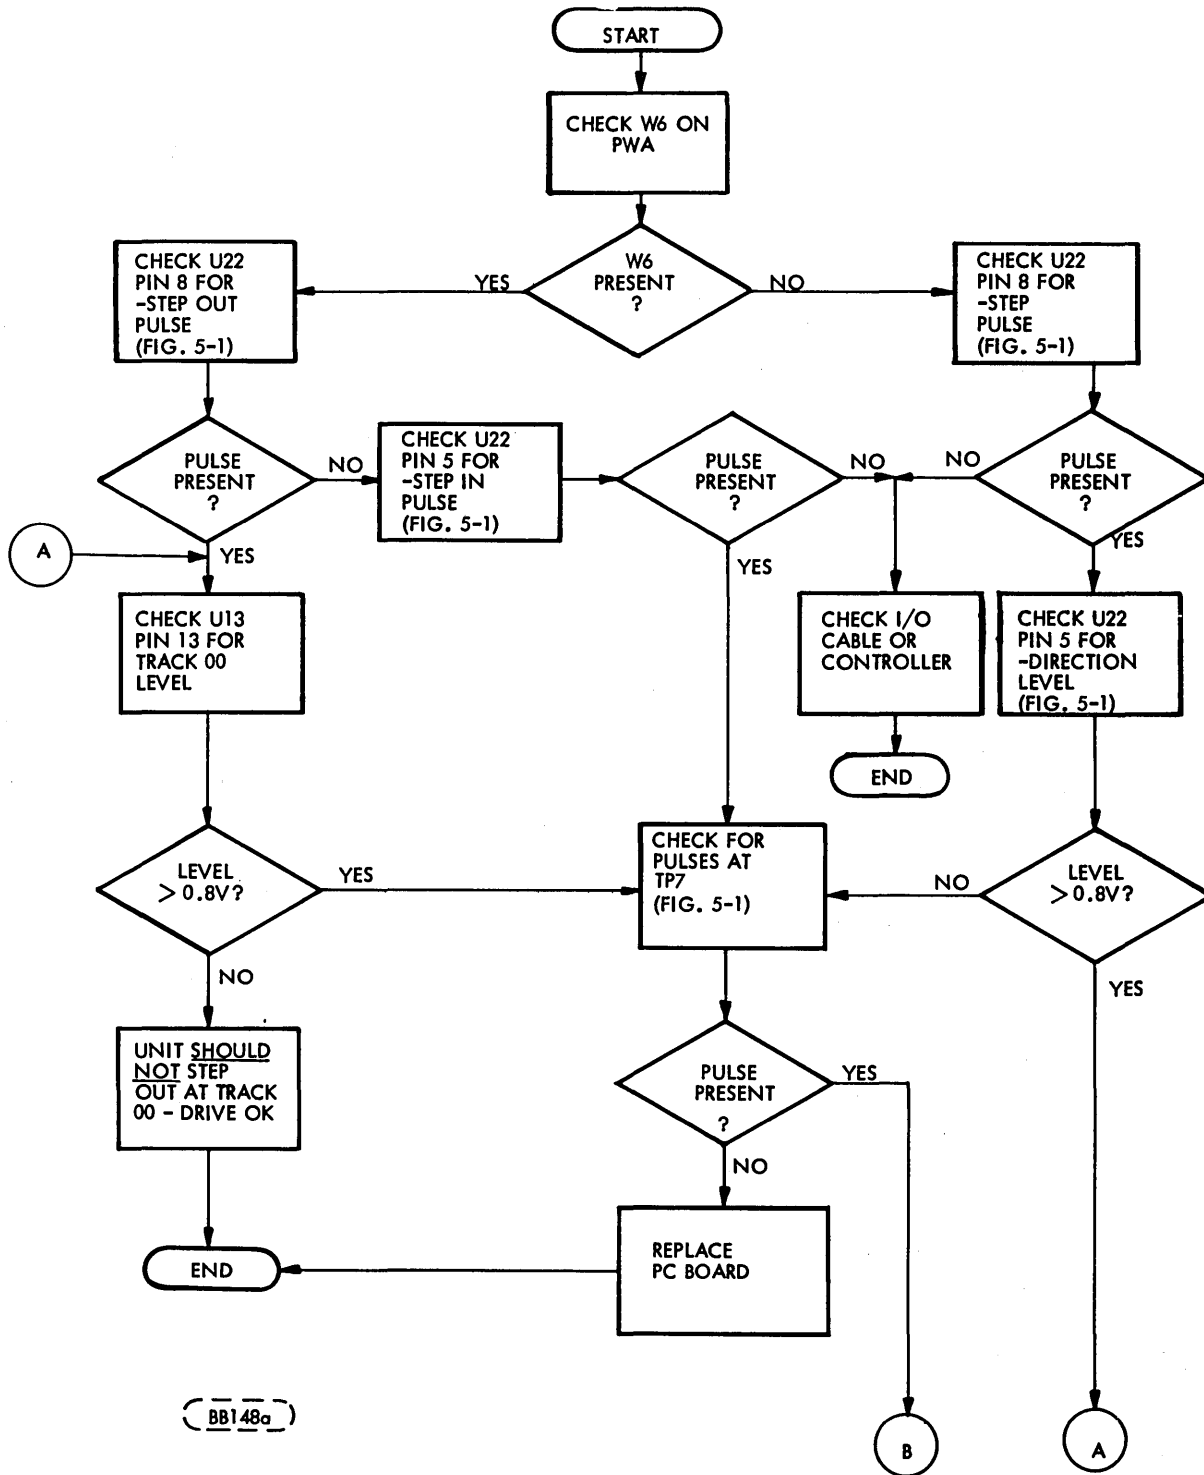 START
CHECK W6 ON
PWA
W6
PRESENT
?
YES
NO
CHECK U22
PIN 8 FOR
-STEP OUT
PULSE
(FIG. 5-1)
CHECK U22
PIN 8 FOR
-STEP
PULSE
(FIG. 5-1)
PULSE
PRESENT
?
NO
YES
CHECK U22
PIN 5 FOR
-STEP IN
PULSE
(FIG. 5-1)
PULSE
PRESENT
?
NO
YES
NO
PULSE
PRESENT
?
YES
A
CHECK U13
PIN 13 FOR
TRACK 00
LEVEL
CHECK I/O
CABLE OR
CONTROLLER
END
CHECK U22
PIN 5 FOR
-DIRECTION
LEVEL
(FIG. 5-1)
LEVEL
> 0.8V?
YES
NO
CHECK FOR
PULSES AT
TP7
(FIG. 5-1)
NO
LEVEL
> 0.8V?
YES
UNIT SHOULD
NOT STEP
OUT AT TRACK
00 - DRIVE OK
PULSE
PRESENT
?
YES
NO
END
REPLACE
PC BOARD
BB148a
B
A